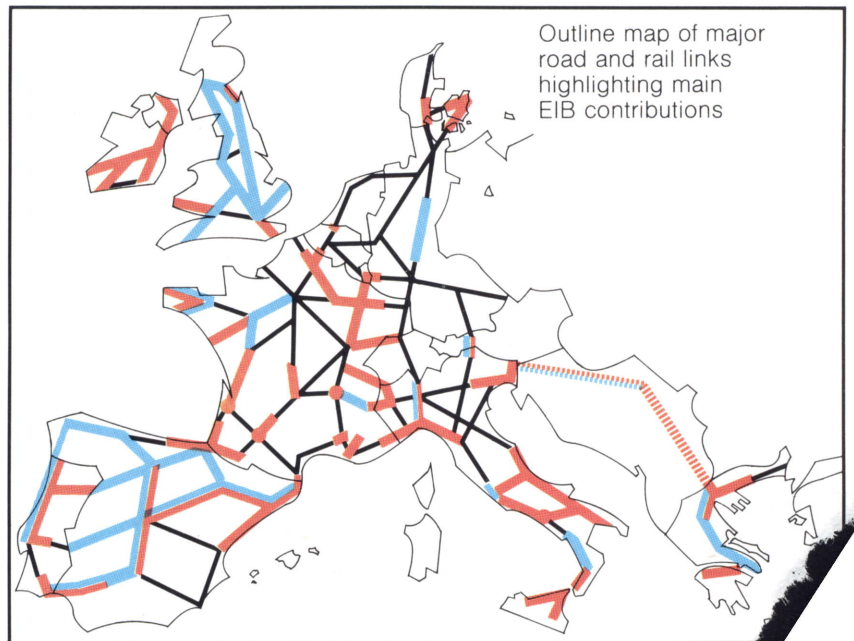 Outline map of major
road and rail links
highlighting main
EIB contributions